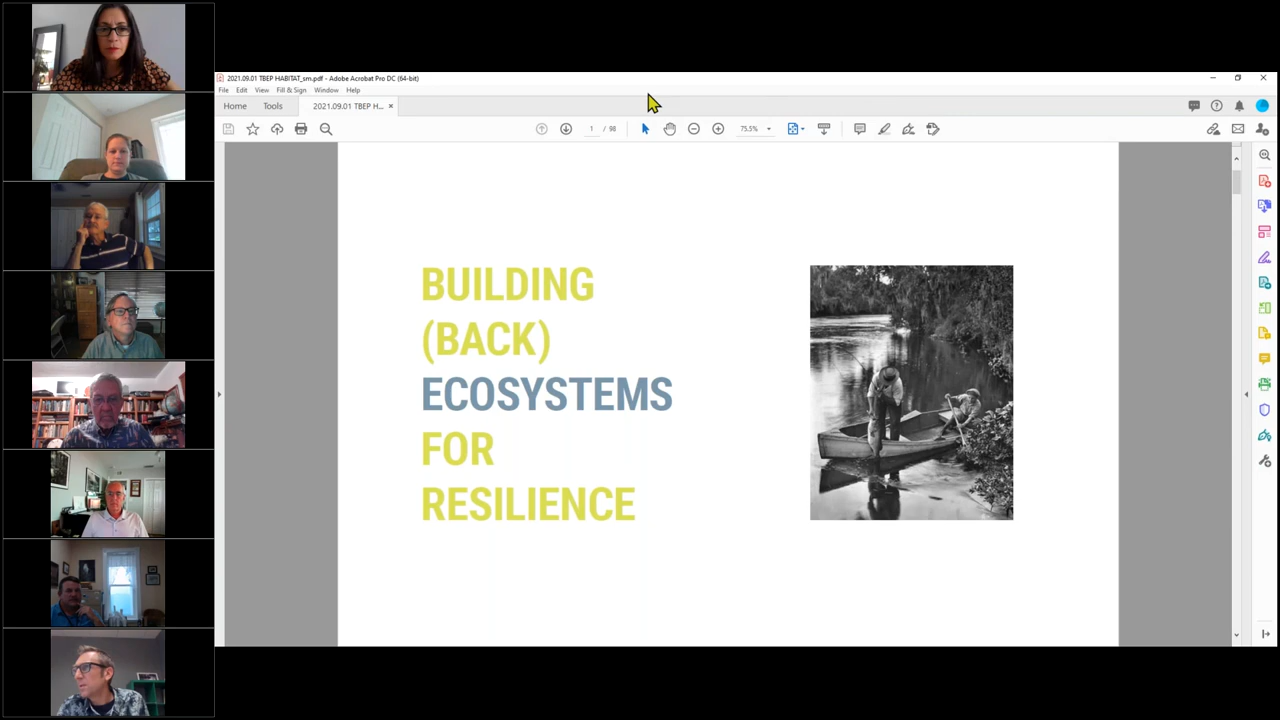 2021.09.01 TBEP HABITAT_sm.pdf - Adobe Acrobat Pro DC (64-bit)
File Edit View Fill & Sign Window Help
Home Tools 2021.09.01 TBEP H... ×
1 / 98 75.5%
BUILDING
(BACK)
ECOSYSTEMS
FOR
RESILIENCE